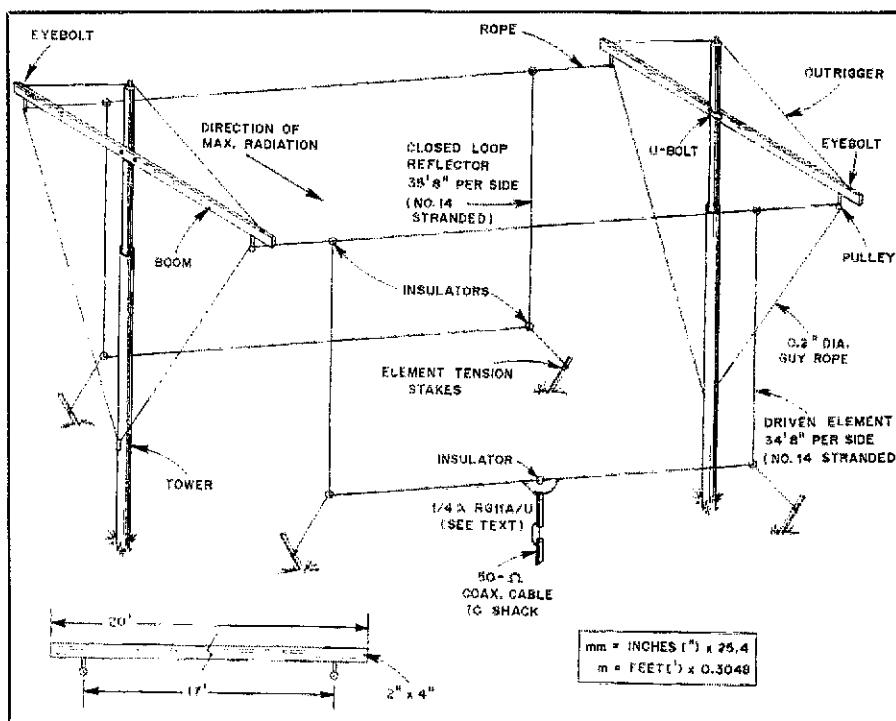 EYEBOLT
ROPE
OUTRIGGER
DIRECTION OF
MAX. RADIATION
CLOSED LOOP
REFLECTOR
35'8" PER SIDE
(NO. 14
STRANDED)
U-BOLT
EYEBOLT
BOOM
PULLEY
INSULATORS
0.2" DIA.
GUY ROPE
ELEMENT TENSION
STAKES
DRIVEN ELEMENT
34'8" PER SIDE
(NO. 14 STRANDED
TOWER
INSULATOR
1/4 λ RG11A/U
(SEE TEXT)
50-Ω
COAX. CABLE
TO SHACK
20'
17'
2" x 4"
mm = INCHES (") x 25.4
m = FEET (') x 0.3048